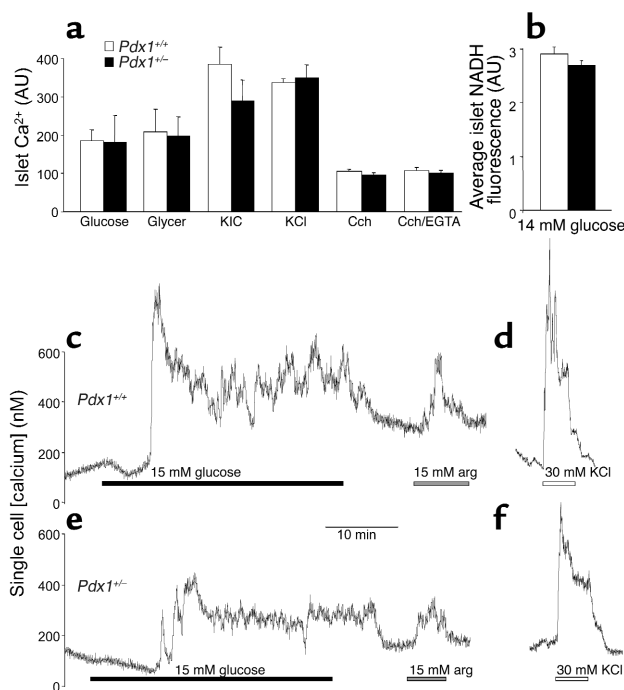 a
b
Pdx1+/+
Pdx1+/−
Islet Ca2+ (AU)
400
300
200
100
0
Glucose
Glycer
KIC
KCl
Cch
Cch/EGTA
Average islet NADH
fluorescence (AU)
3
2
1
0
14 mM glucose
c
d
Single cell [calcium] (nM)
600
400
200
0
Pdx1+/+
15 mM glucose
15 mM arg
30 mM KCl
e
f
10 min
600
400
200
0
Pdx1+/−
15 mM glucose
15 mM arg
30 mM KCl